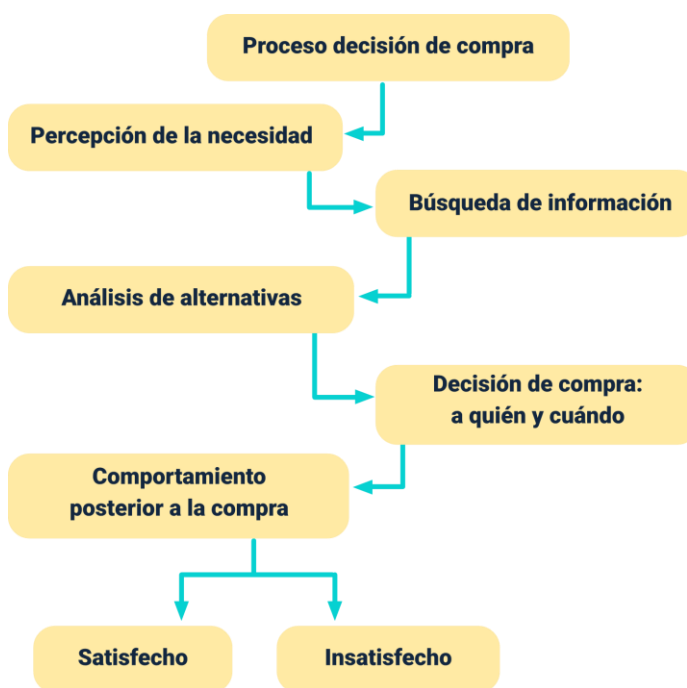 Proceso decisión de compra
Percepción de la necesidad
Búsqueda de información
Análisis de alternativas
Decisión de compra:
a quién y cuándo
Comportamiento
posterior a la compra
Satisfecho
Insatisfecho